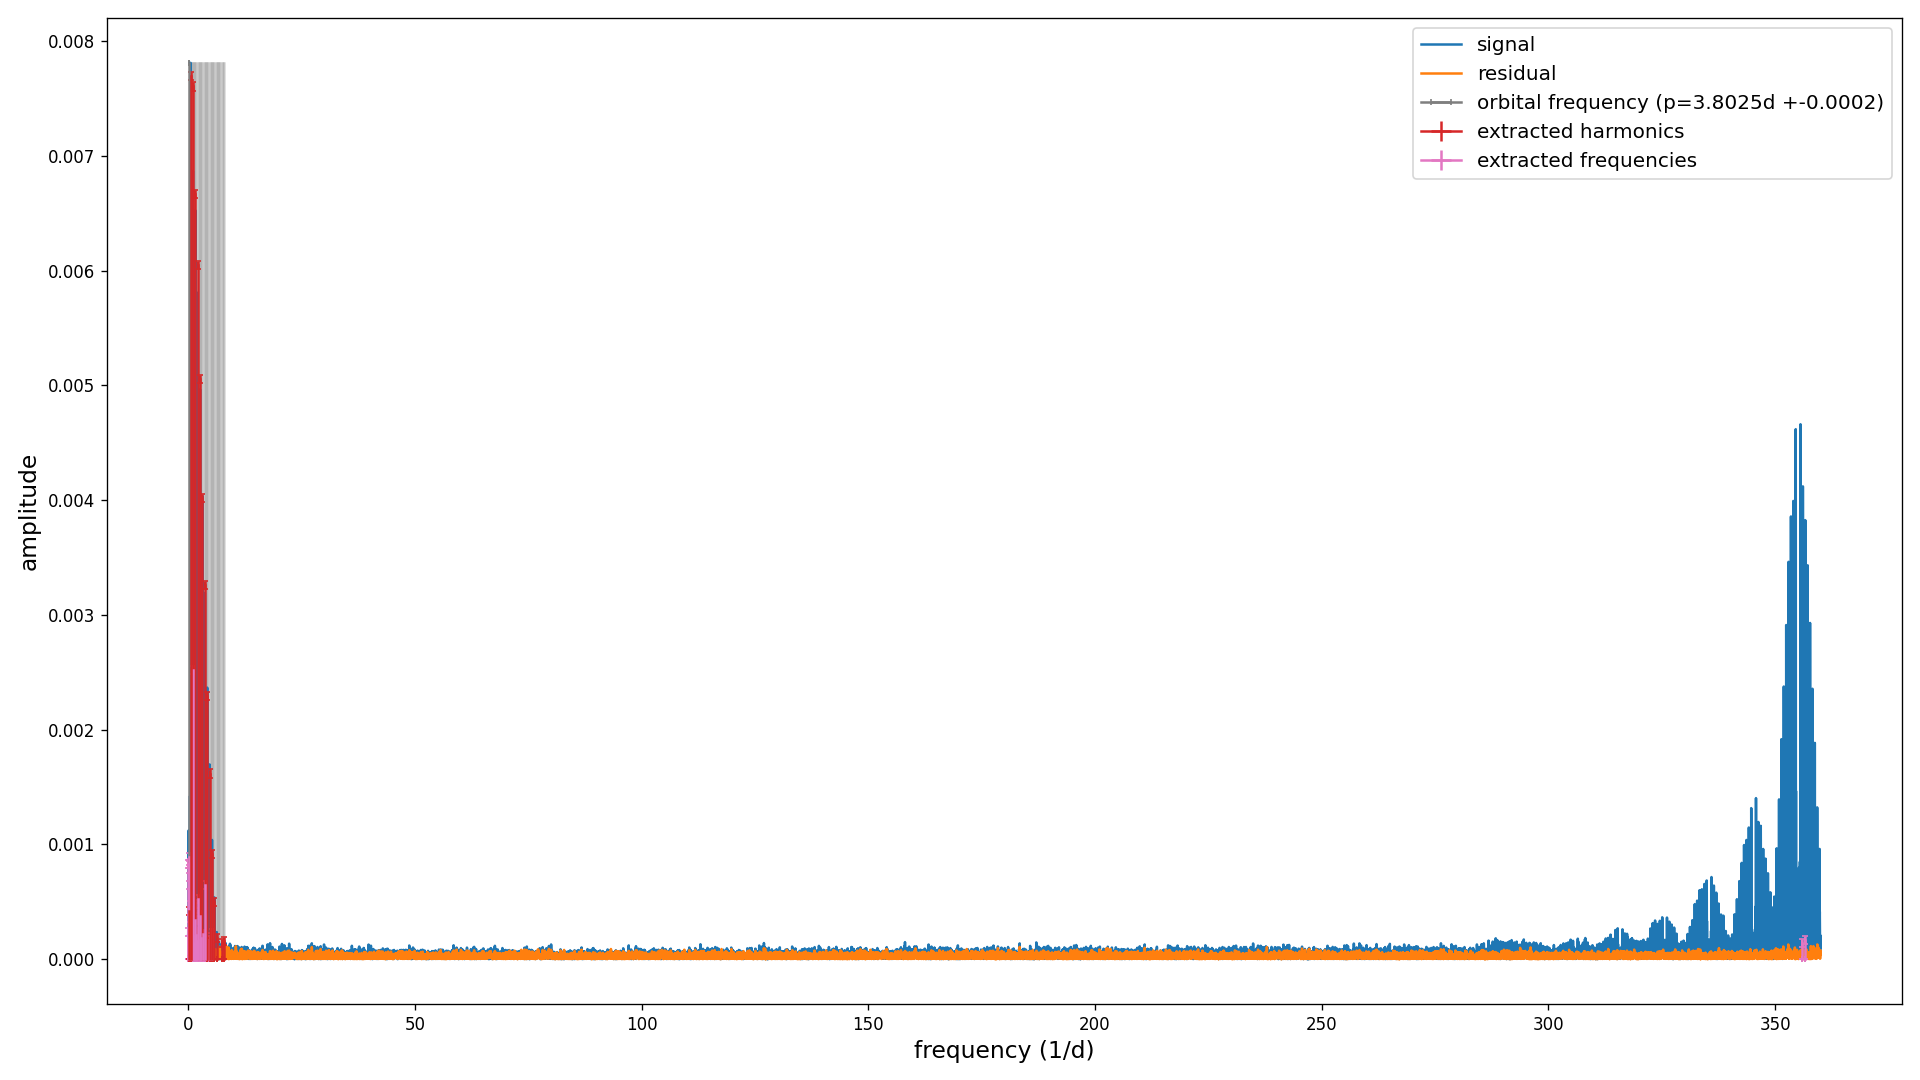 signal
residual
orbital frequency (p=3.8025d +-0.0002)
extracted harmonics
extracted frequencies
0.008
0.007
0.006
0.005
0.004
0.003
0.002
0.001
0.000
amplitude
0 50 100 150 200 250 300 350
frequency (1/d)